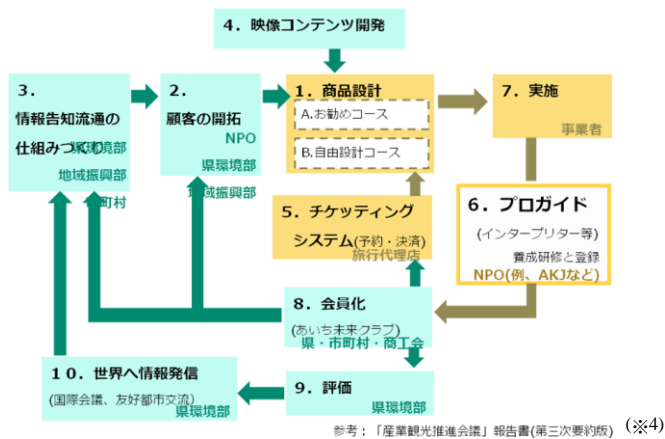 4．映像コンテンツ開発
3．
情報告知流通の
仕組みづくり
県環境部
地域振興部
市町村
2．
顧客の開拓
NPO
県環境部
地域振興部
1．商品設計
A.お勧めコース
B.自由設計コース
7．実施
事業者
5．チケッティング
システム(予約・決済)
旅行代理店
6．プロガイド
(インタープリター等)
養成研修と登録
NPO(例、AKJなど)
8．会員化
(あいち未来クラブ)
県・市町村・商工会
10．世界へ情報発信
(国際会議、友好都市交流)
県環境部
9．評価
県環境部
参考：「産業観光推進会議」報告書(第三次要約版)
(※4)